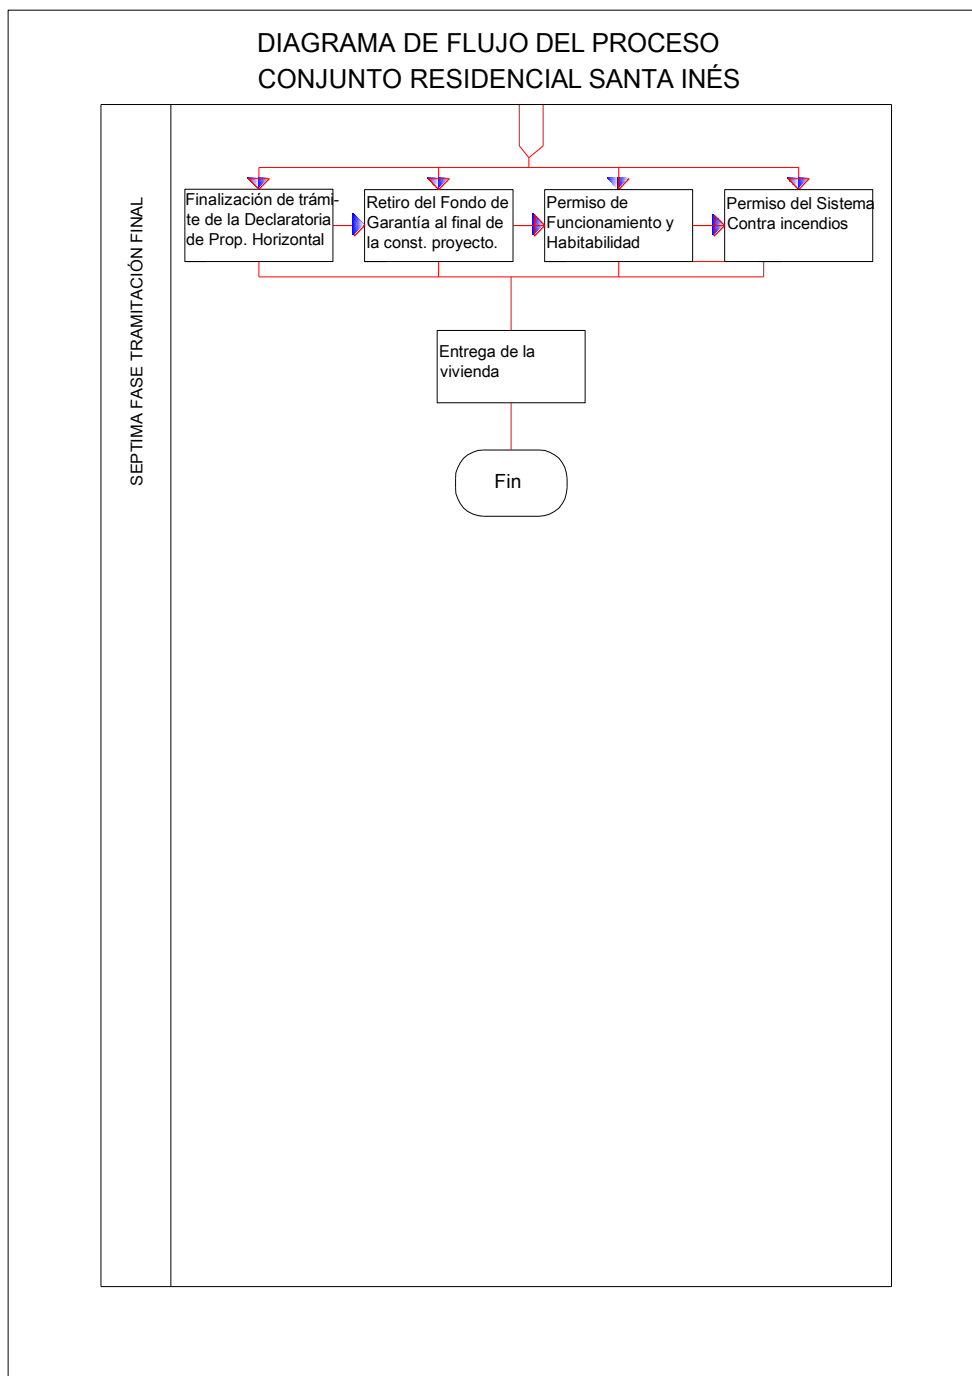 DIAGRAMA DE FLUJO DEL PROCESO
CONJUNTO RESIDENCIAL SANTA INÉS
SEPTIMA FASE TRAMITACIÓN FINAL
Finalización de trámi-
te de la Declaratoria
de Prop. Horizontal
Retiro del Fondo de
Garantía al final de
la const. proyecto.
Permiso de
Funcionamiento y
Habitabilidad
Permiso del Sistema
Contra incendios
Entrega de la
vivienda
Fin